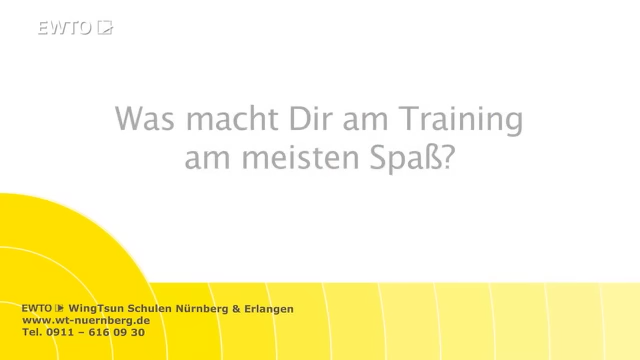 EWTO
Was macht Dir am Training
am meisten Spaß?
EWTO WingTsun Schulen Nürnberg & Erlangen
www.wt-nuernberg.de
Tel. 0911 – 616 09 30